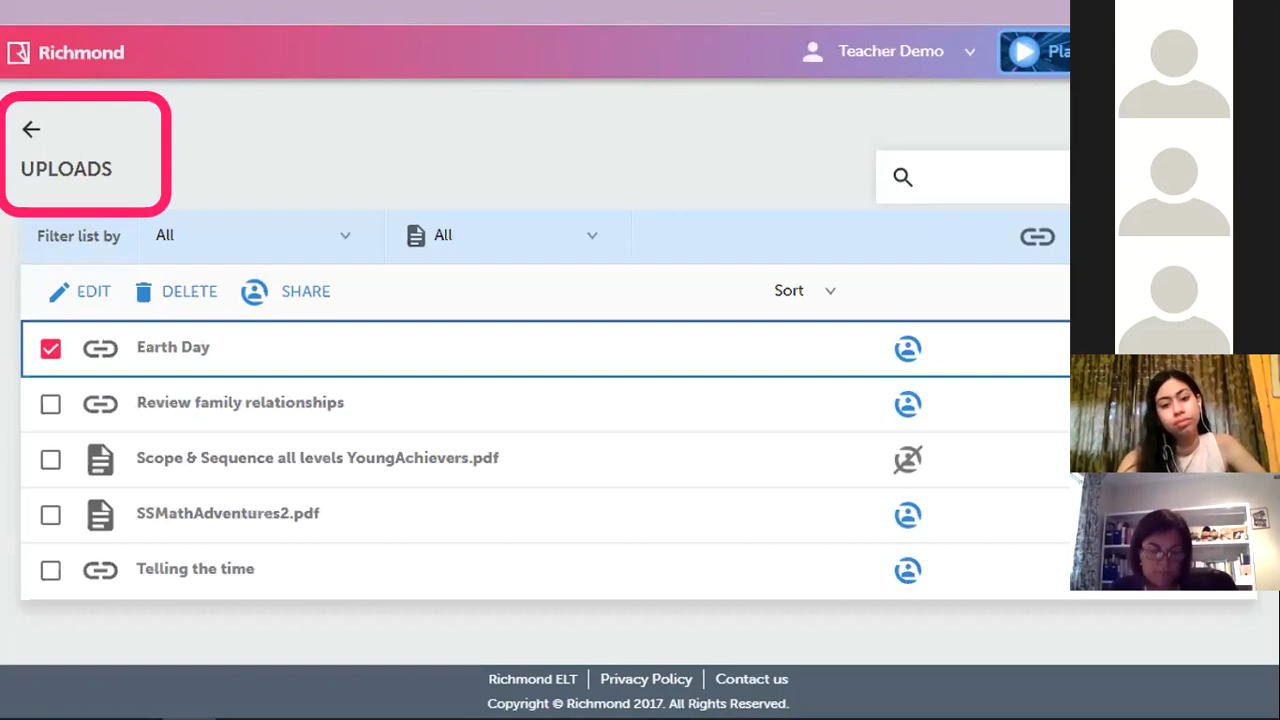 Richmond
Teacher Demo
UPLOADS
Filter list by All All
EDIT DELETE SHARE Sort
Earth Day
Review family relationships
Scope & Sequence all levels YoungAchievers.pdf
SSMathAdventures2.pdf
Telling the time
Richmond ELT Privacy Policy Contact us
Copyright © Richmond 2017. All Rights Reserved.